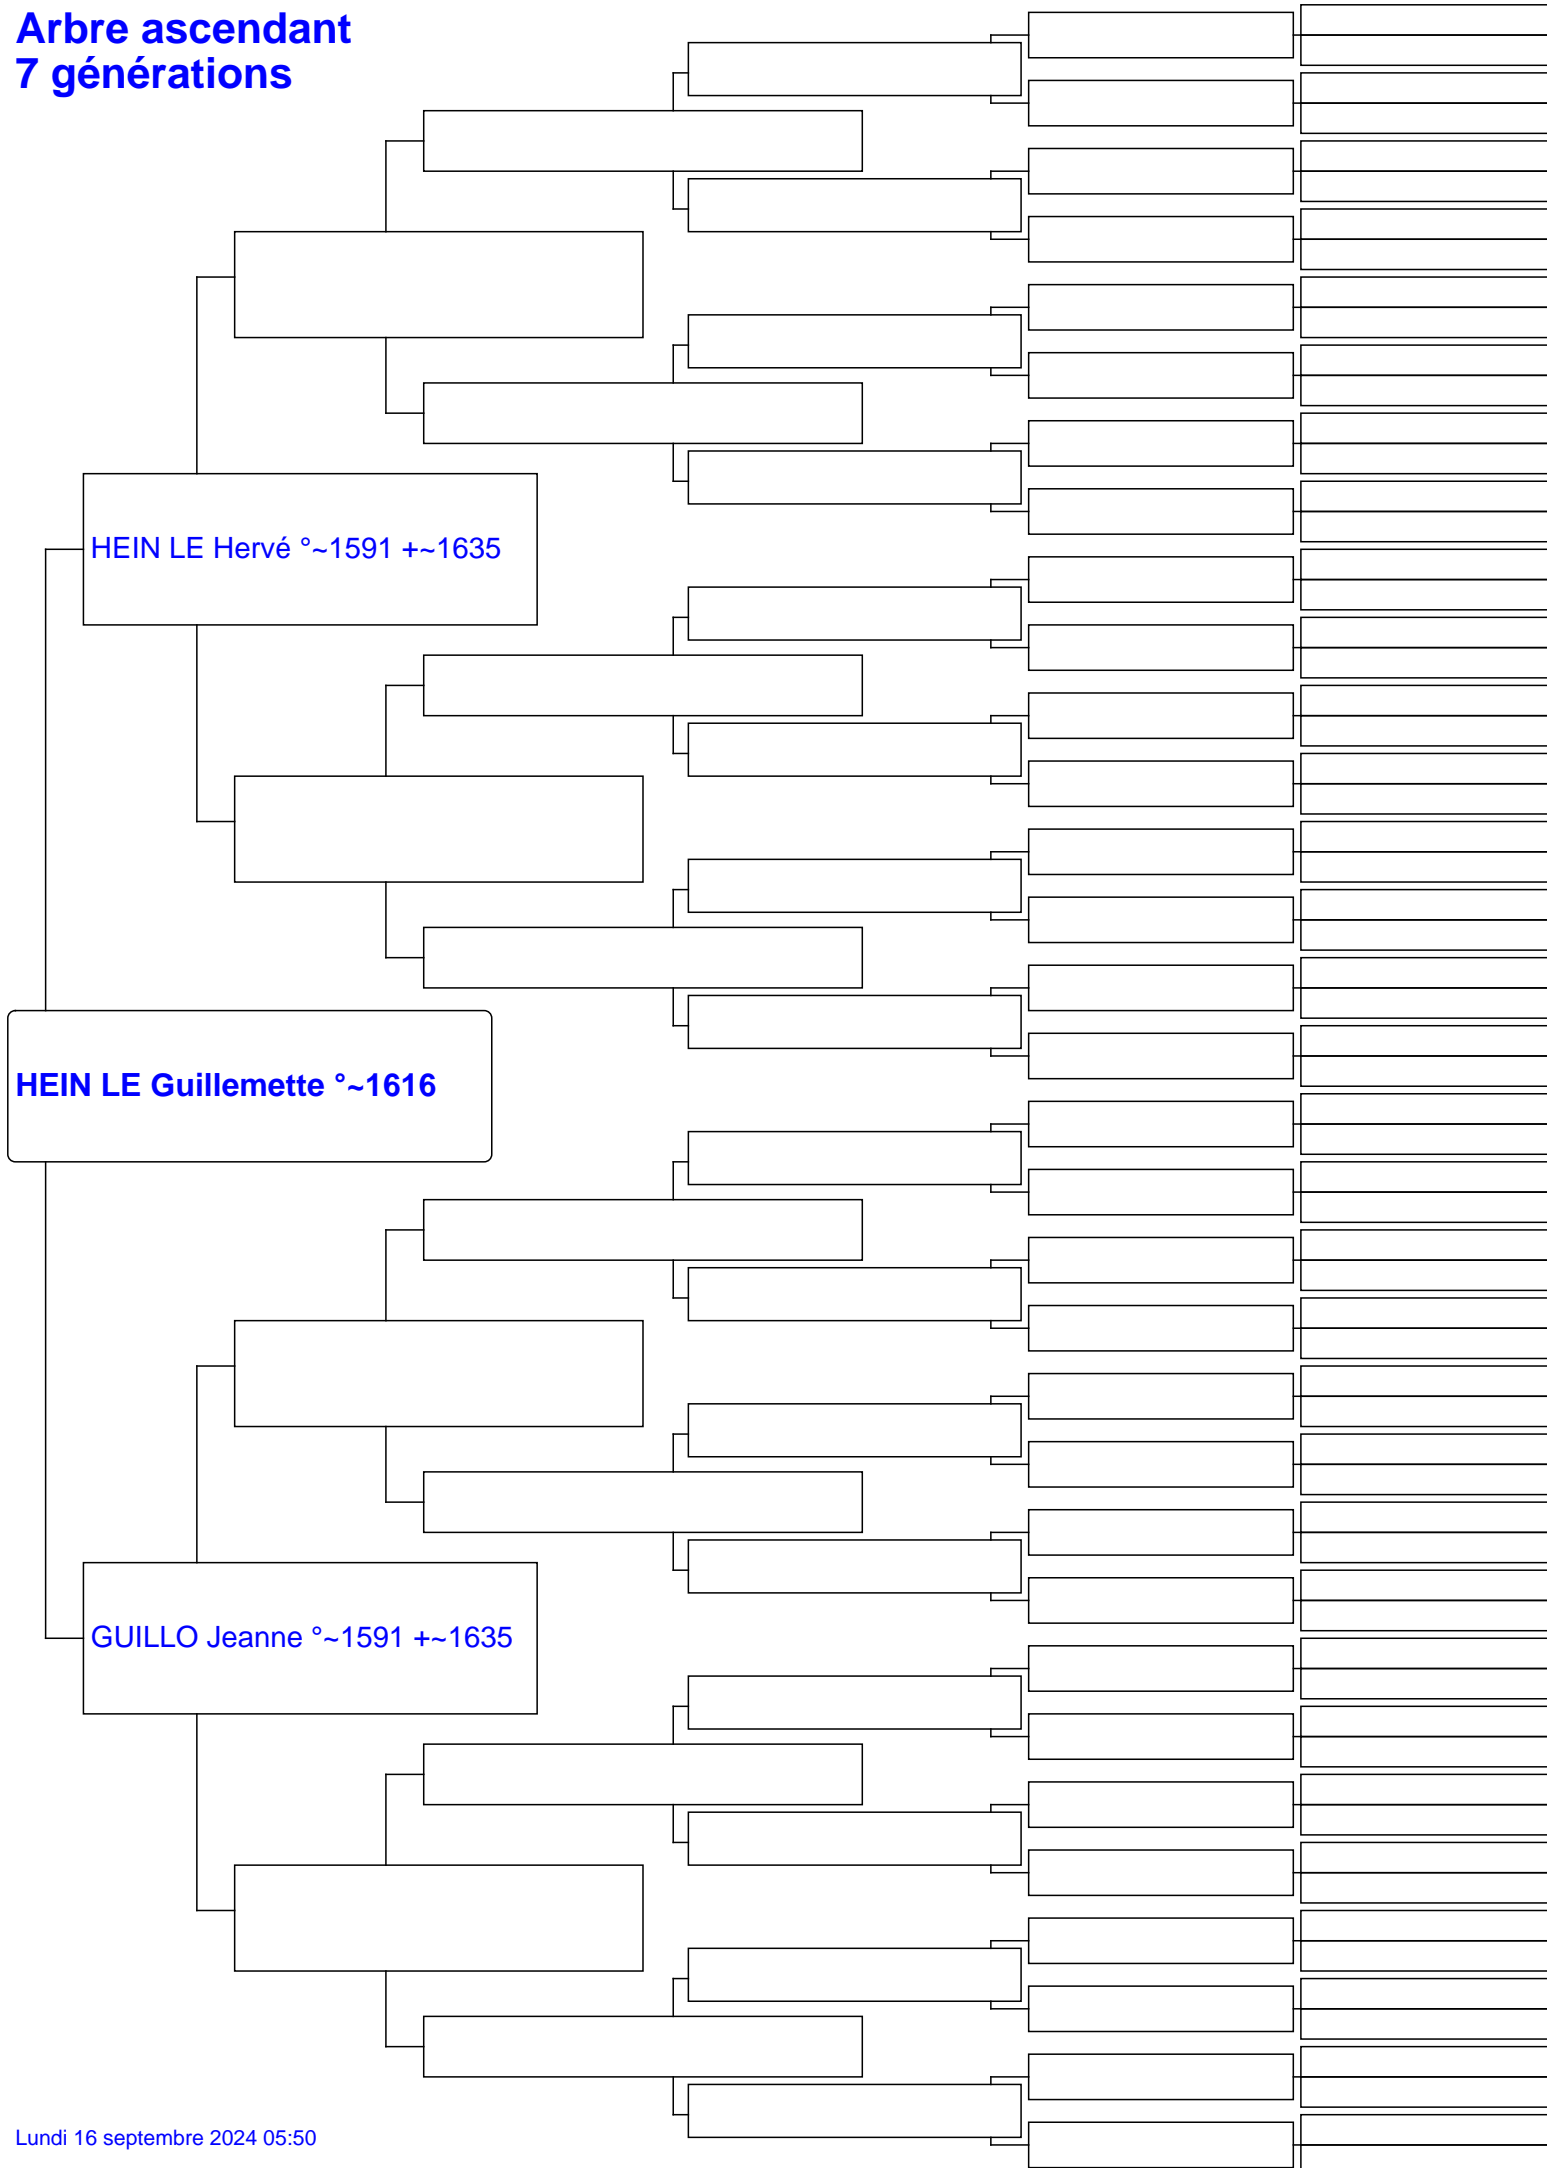 Arbre ascendant
7 générations
HEIN LE Hervé °~1591 +~1635
HEIN LE Guillemette °~1616
GUILLO Jeanne °~1591 +~1635
Lundi 16 septembre 2024 05:50